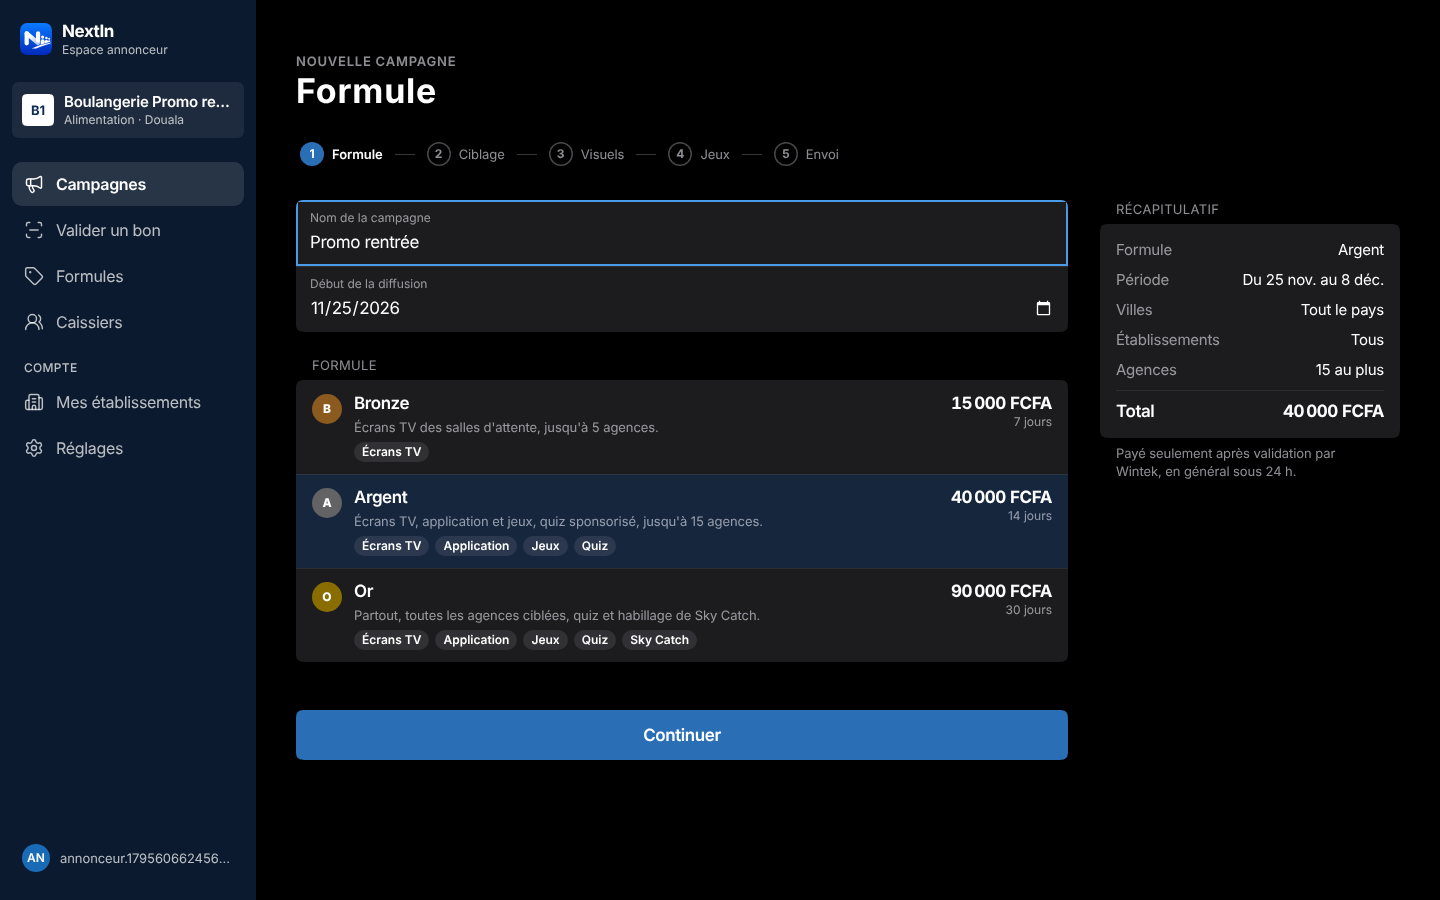 NextIn
Espace annonceur
B1
Boulangerie Promo re...
Alimentation · Douala
Campagnes
Valider un bon
Formules
Caissiers
COMPTE
Mes établissements
Réglages
AN
annonceur.179560662456...
NOUVELLE CAMPAGNE
Formule
1 Formule
2 Ciblage
3 Visuels
4 Jeux
5 Envoi
Nom de la campagne
Promo rentrée
Début de la diffusion
11/25/2026
FORMULE
B
Bronze
15 000 FCFA
Écrans TV des salles d'attente, jusqu'à 5 agences.
7 jours
Écrans TV
A
Argent
40 000 FCFA
Écrans TV, application et jeux, quiz sponsorisé, jusqu'à 15 agences.
14 jours
Écrans TV Application Jeux Quiz
O
Or
90 000 FCFA
Partout, toutes les agences ciblées, quiz et habillage de Sky Catch.
30 jours
Écrans TV Application Jeux Quiz Sky Catch
Continuer
RÉCAPITULATIF
Formule Argent
Période Du 25 nov. au 8 déc.
Villes Tout le pays
Établissements Tous
Agences 15 au plus
Total 40 000 FCFA
Payé seulement après validation par
Wintek, en général sous 24 h.